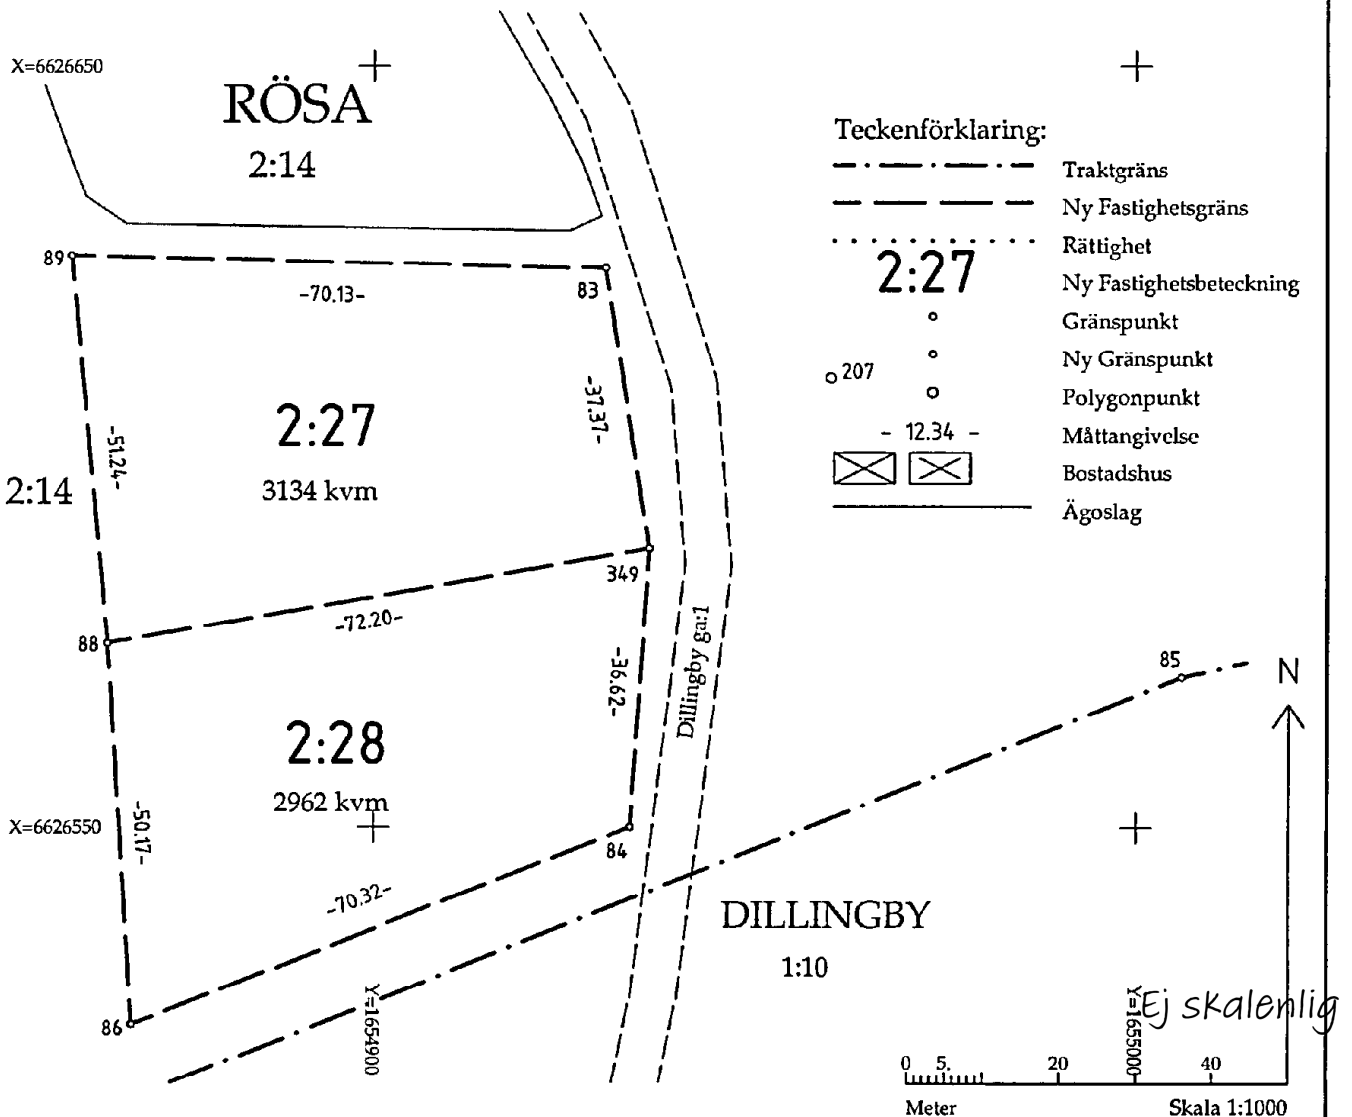 X=6626650
RÖSA
2:14
Teckenförklaring:
Traktgräns
Ny Fastighetsgräns
Rättighet
2:27
Ny Fastighetsbeteckning
Gränspunkt
Ny Gränspunkt
207
Polygonpunkt
- 12.34 -
Måttangivelse
Bostadshus
Ägoslag
89
83
-70.13-
-37.37-
-51.24-
2:27
3134 kvm
2:14
349
88
-72.20-
-36.62-
Dillingby ga:1
85
N
2:28
2962 kvm
X=6626550
-50.17-
84
-70.32-
DILLINGBY
1:10
86
Y=1654900
Y=1655000
Ej skalenlig
0 5. 20 40
Meter
Skala 1:1000